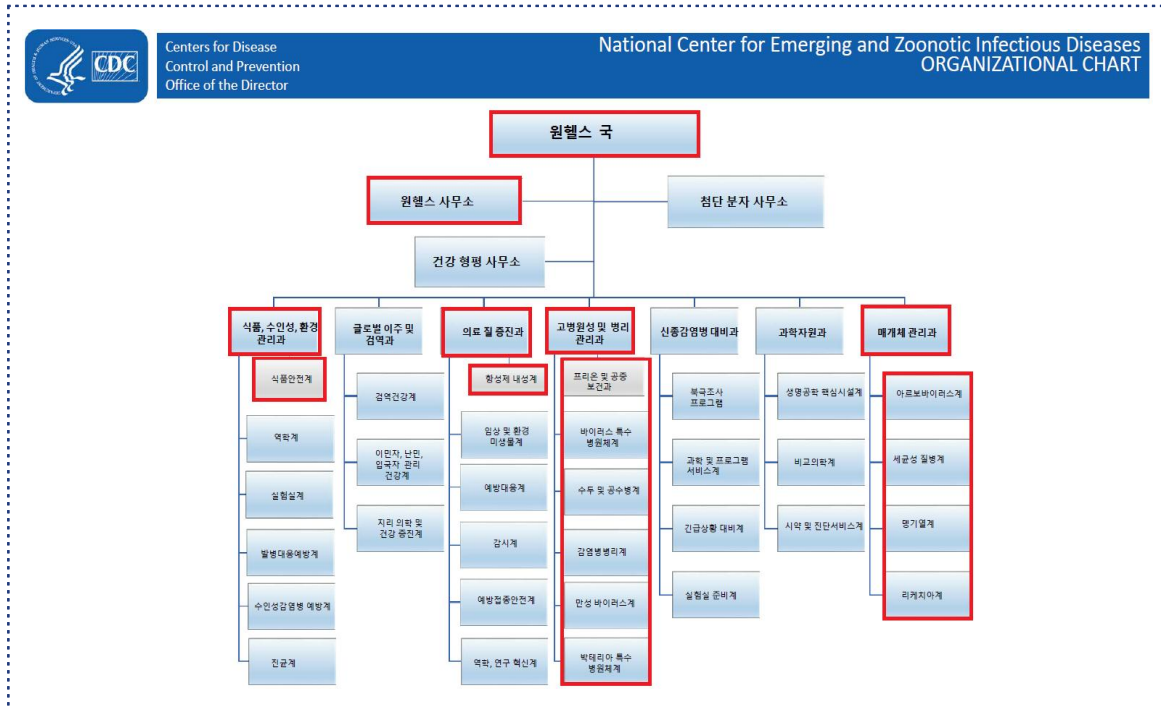 CDC
Centers for Disease
Control and Prevention
Office of the Director
National Center for Emerging and Zoonotic Infectious Diseases
ORGANIZATIONAL CHART
원헬스 국
원헬스 사무소
첨단 분자 사무소
건강 형평 사무소
식품, 수인성, 환경
관리과
글로벌 이주 및
검역과
의료 질 증진과
고병원성 및 병리
관리과
신종감염병 대비과
과학자원과
매개체 관리과
식품안전계
역학계
실험실계
발병대응예방계
수인성감염병 예방계
진균계
검역건강계
이민자, 난민,
입국자 관리
건강계
지리 의학 및
건강 증진계
항성제 내성계
임상 및 환경
미생물계
예방대응계
감시계
예방접종안전계
역학, 연구 혁신계
프리온 및 공중
보건과
바이러스 특수
병원체계
수두 및 공수병계
감염병병리계
만성 바이러스계
박테리아 특수
병원체계
북극조사
프로그램
과학 및 프로그램
서비스계
긴급상황 대비계
실험실 준비계
생명공학 핵심시설계
비교의학계
시약 및 진단서비스계
아르보바이러스계
세균성 질병계
뎅기열계
리케치아계